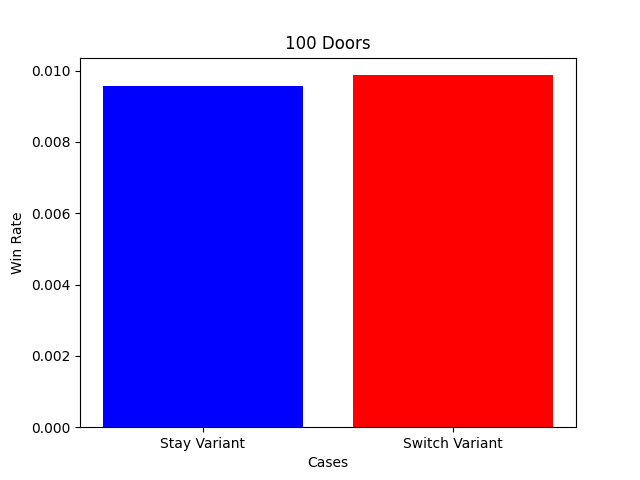 100 Doors
Win Rate
0.010
0.008
0.006
0.004
0.002
0.000
Stay Variant
Switch Variant
Cases